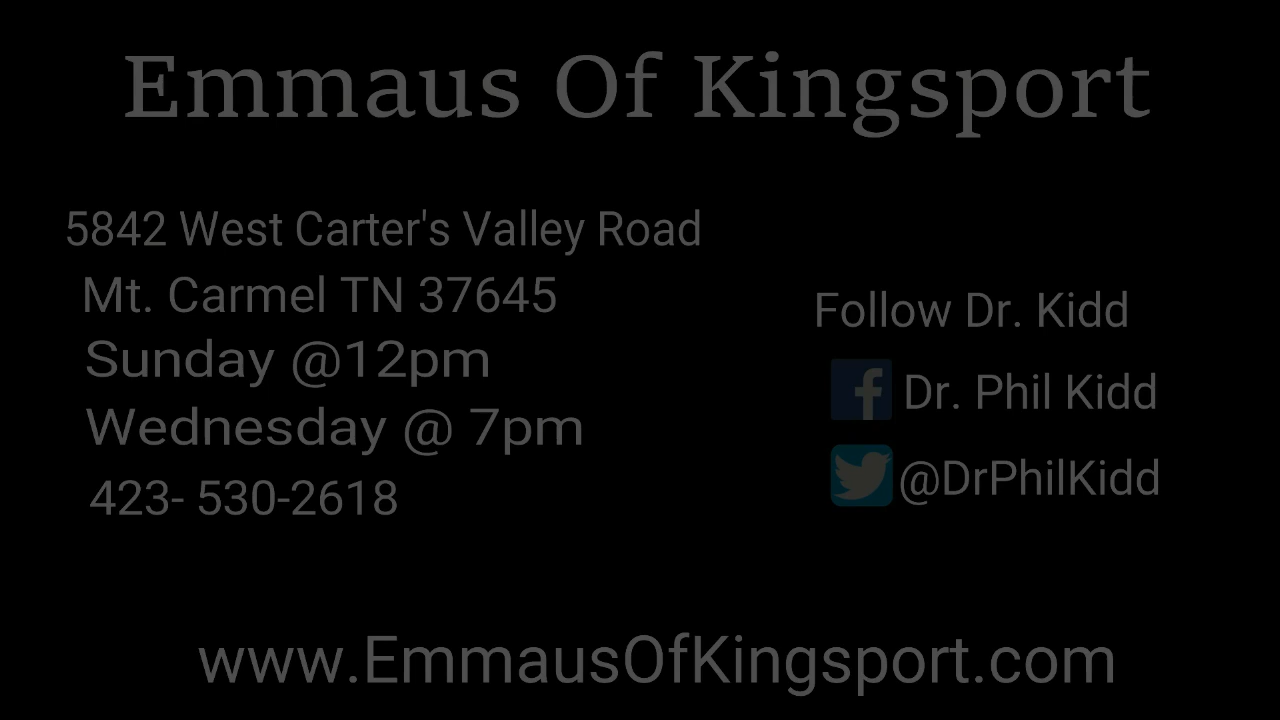 Emmaus Of Kingsport
5842 West Carter's Valley Road
Mt. Carmel TN 37645
Sunday @12pm
Wednesday @ 7pm
423- 530-2618
Follow Dr. Kidd
Dr. Phil Kidd
@DrPhilKidd
www.EmmausOfKingsport.com